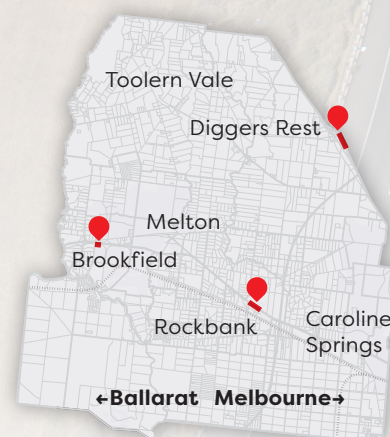 Toolern Vale
Diggers Rest
Melton
Brookfield
Rockbank
Caroline
Springs
←Ballarat Melbourne→